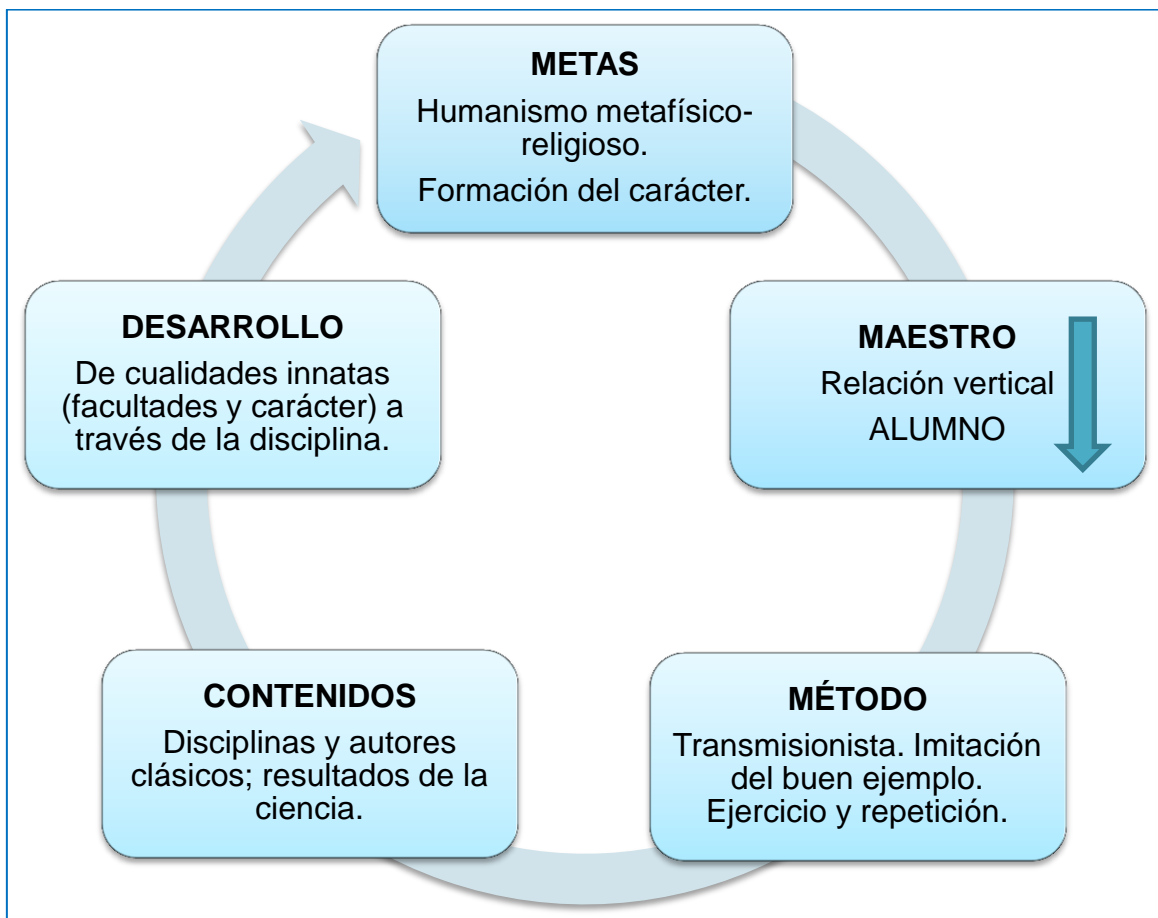 METAS
Humanismo metafísico-
religioso.
Formación del carácter.
MAESTRO
Relación vertical
ALUMNO
MÉTODO
Transmisionista. Imitación
del buen ejemplo.
Ejercicio y repetición.
CONTENIDOS
Disciplinas y autores
clásicos; resultados de la
ciencia.
DESARROLLO
De cualidades innatas
(facultades y carácter) a
través de la disciplina.